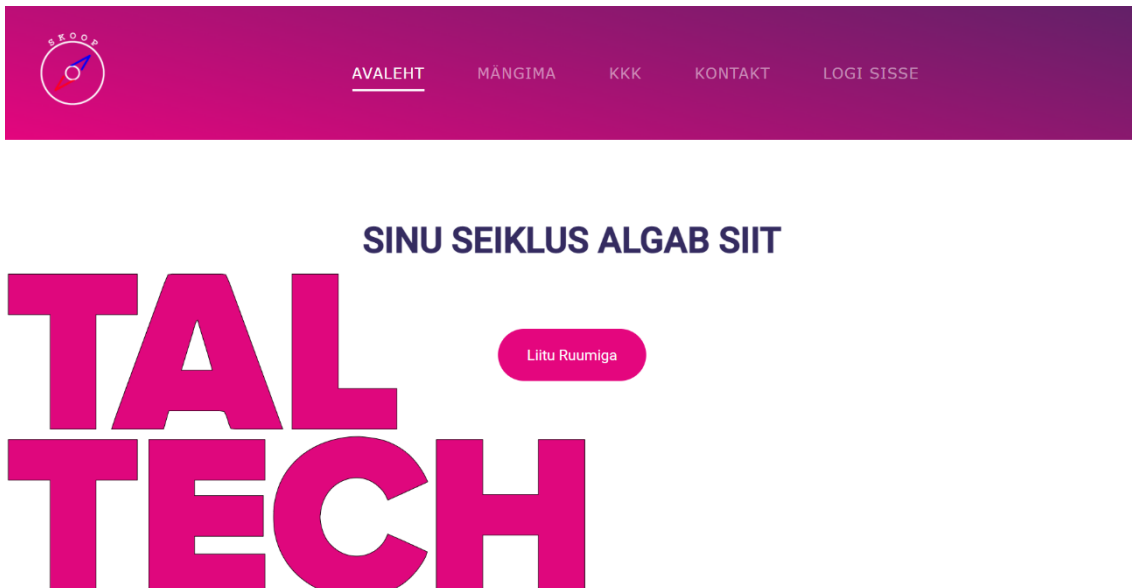 SKOOP
AVALEHT MÄNGIMA KKK KONTAKT LOGI SISSE
SINU SEIKLUS ALGAB SIIT
TAL
Liitu Ruumiga
TECH